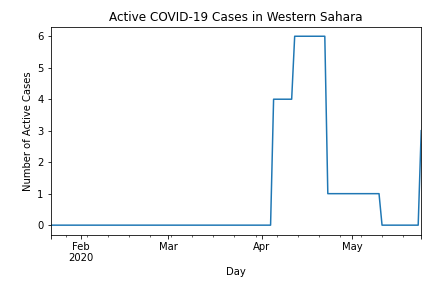 Active COVID-19 Cases in Western Sahara
Number of Active Cases
6
5
4
3
2
1
0
Feb
2020
Mar
Apr
May
Day